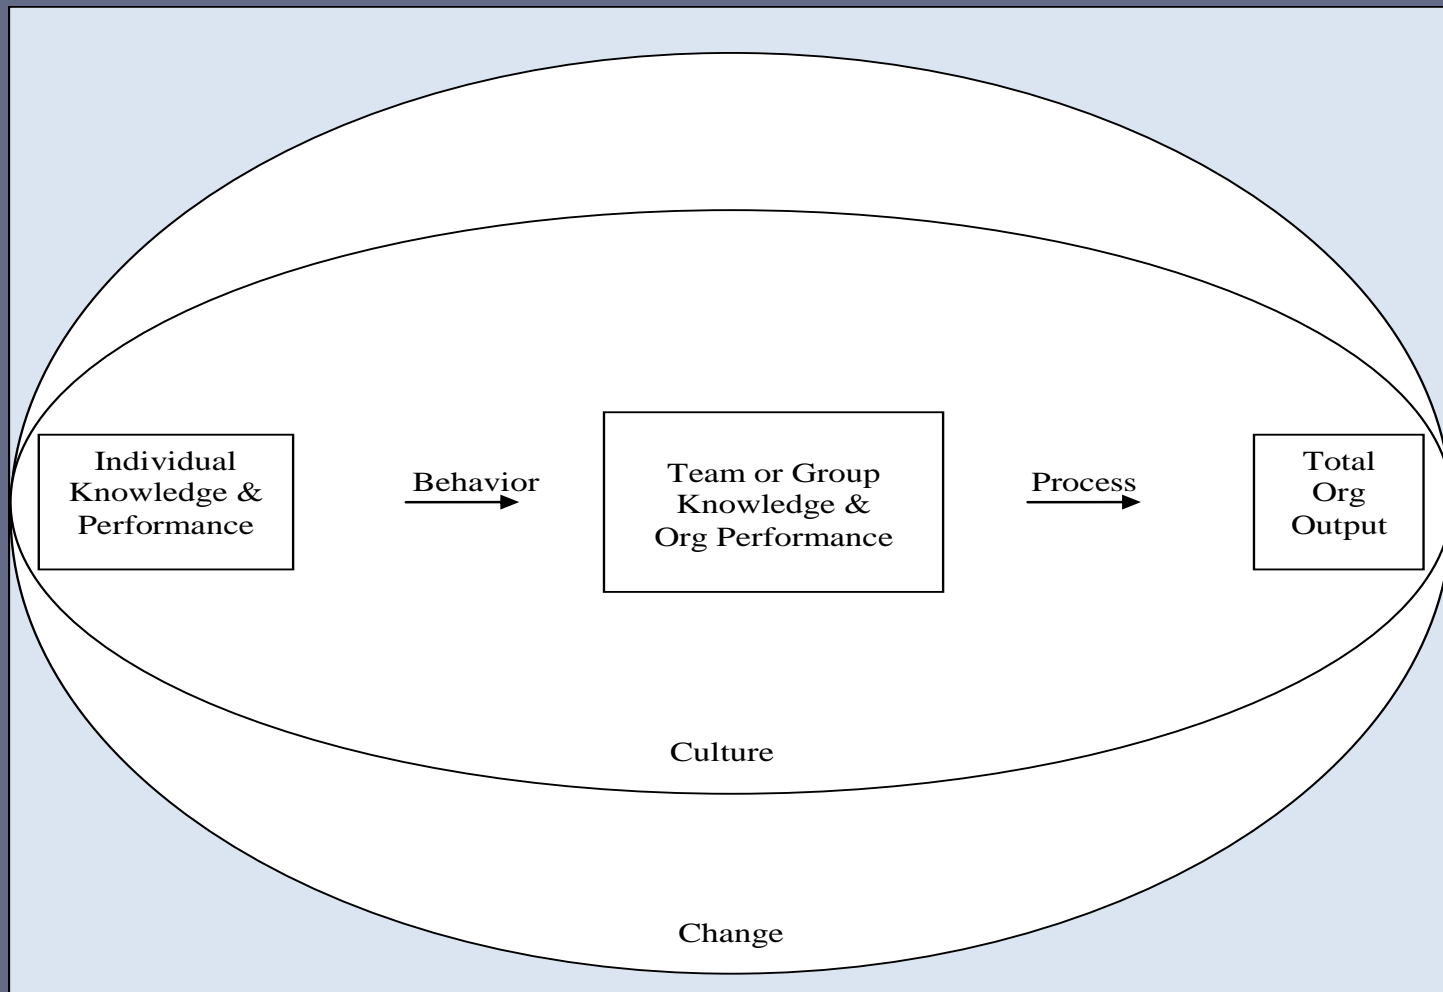 Individual
Knowledge &
Performance
Behavior
Team or Group
Knowledge &
Org Performance
Process
Total
Org
Output
Culture
Change